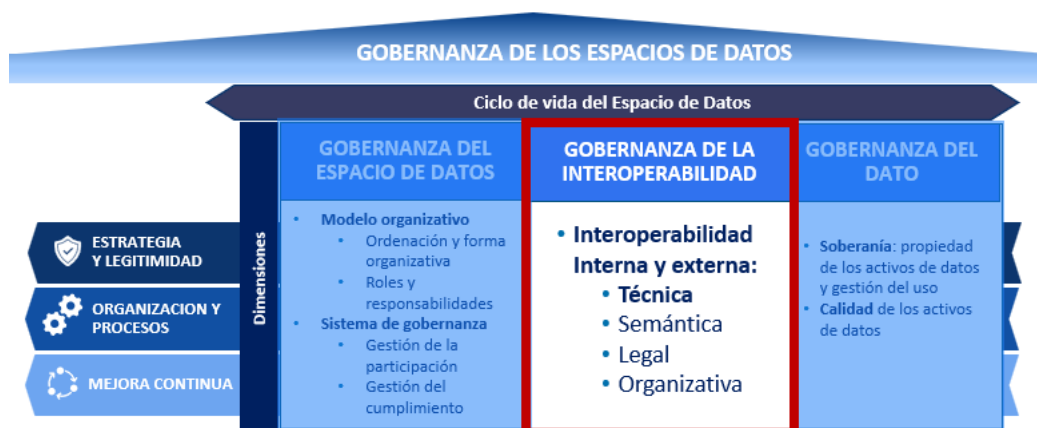 GOBERNANZA DE LOS ESPACIOS DE DATOS
Ciclo de vida del Espacio de Datos
ESTRATEGIA
Y LEGITIMIDAD
ORGANIZACION Y
PROCESOS
MEJORA CONTINUA
Dimensiones
GOBERNANZA DEL
ESPACIO DE DATOS
• Modelo organizativo
• Ordenación y forma
organizativa
• Roles y
responsabilidades
• Sistema de gobernanza
• Gestión de la
participación
• Gestión del
cumplimiento
GOBERNANZA DE LA
INTEROPERABILIDAD
• Interoperabilidad
Interna y externa:
• Técnica
• Semántica
• Legal
• Organizativa
GOBERNANZA DEL
DATO
• Soberanía: propiedad
de los activos de datos
y gestión del uso
• Calidad de los activos
de datos